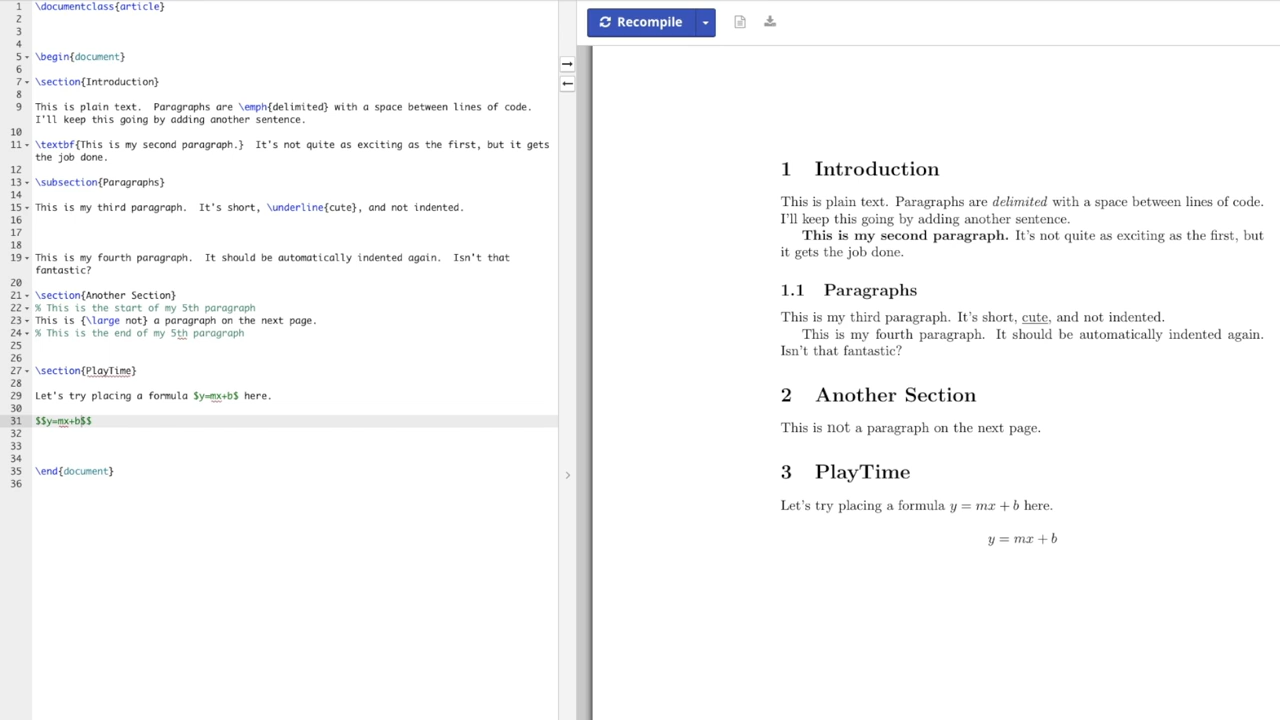 1 \documentclass{article}
2
3
4
5 \begin{document}
6
7 \section{Introduction}
8
9 This is plain text.  Paragraphs are \emph{delimited} with a space between lines of code.
I'll keep this going by adding another sentence.
10
11 \textbf{This is my second paragraph.}  It's not quite as exciting as the first, but it gets
the job done.
12
13 \subsection{Paragraphs}
14
15 This is my third paragraph.  It's short, \underline{cute}, and not indented.
16
17
18
19 This is my fourth paragraph.  It should be automatically indented again.  Isn't that
fantastic?
20
21 \section{Another Section}
22 % This is the start of my 5th paragraph
23 This is {\large not} a paragraph on the next page.
24 % This is the end of my 5th paragraph
25
26
27 \section{PlayTime}
28
29 Let's try placing a formula $y=mx+b$ here.
30
31 $$y=mx+b$$
32
33
34
35 \end{document}
36
Recompile
1 Introduction
This is plain text. Paragraphs are delimited with a space between lines of code.
I'll keep this going by adding another sentence.
This is my second paragraph. It's not quite as exciting as the first, but
it gets the job done.
1.1 Paragraphs
This is my third paragraph. It's short, cute, and not indented.
This is my fourth paragraph. It should be automatically indented again.
Isn't that fantastic?
2 Another Section
This is not a paragraph on the next page.
3 PlayTime
Let's try placing a formula y = mx + b here.
y = mx + b